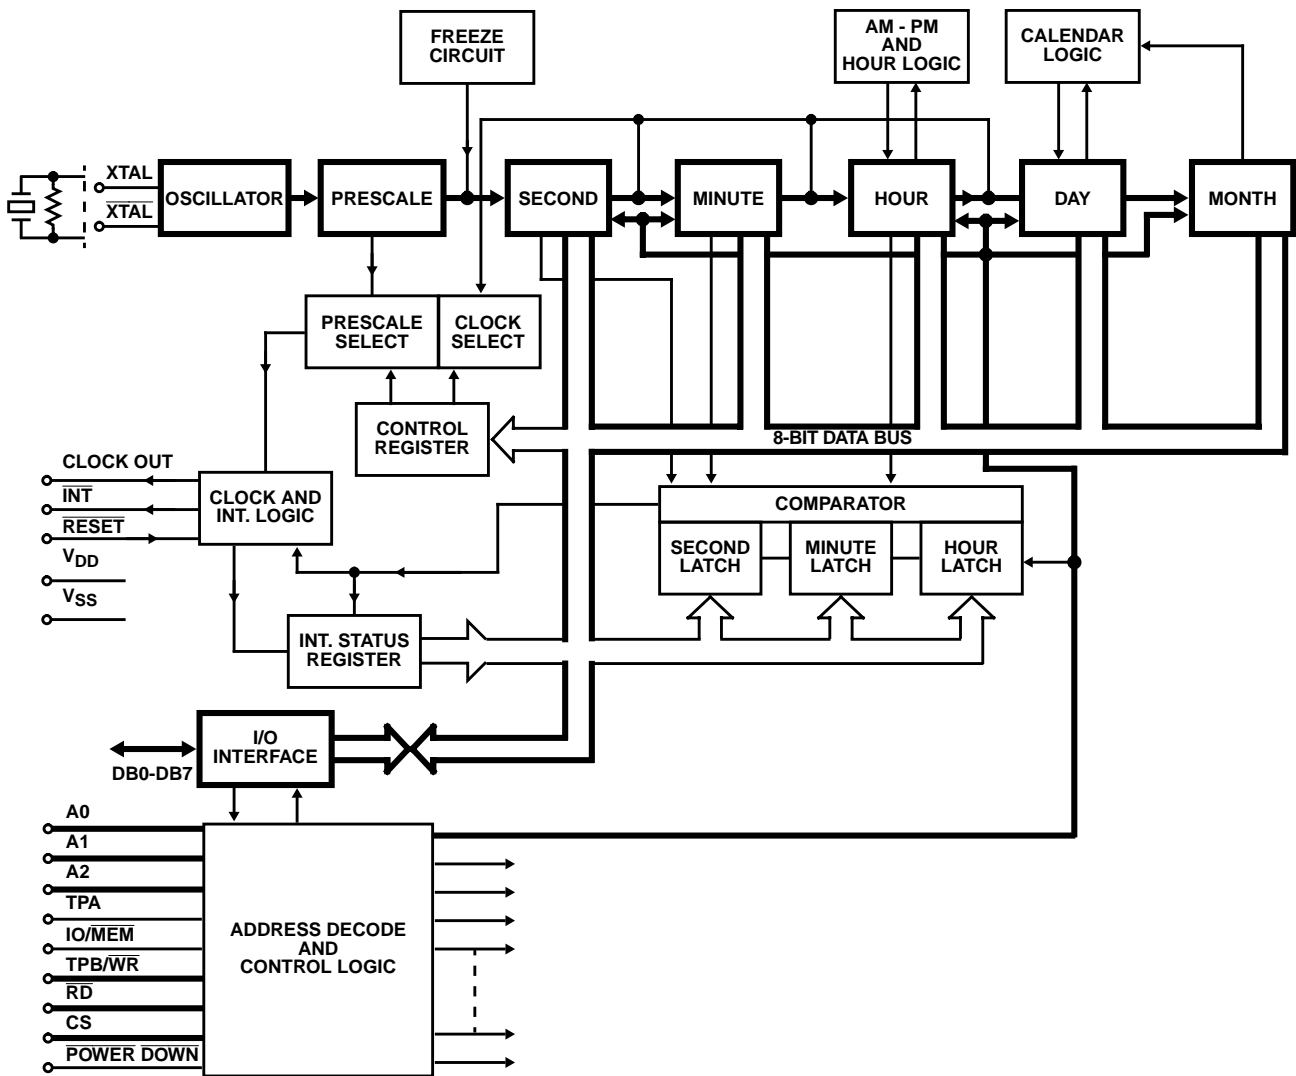 FREEZE
CIRCUIT
AM - PM
AND
HOUR LOGIC
CALENDAR
LOGIC
XTAL
XTAL
OSCILLATOR
PRESCALE
SECOND
MINUTE
HOUR
DAY
MONTH
PRESCALE
SELECT
CLOCK
SELECT
CONTROL
REGISTER
8-BIT DATA BUS
CLOCK OUT
INT
RESET
VDD
VSS
CLOCK AND
INT. LOGIC
COMPARATOR
SECOND
LATCH
MINUTE
LATCH
HOUR
LATCH
INT. STATUS
REGISTER
I/O
INTERFACE
DB0-DB7
A0
A1
A2
TPA
IO/MEM
TPB/WR
RD
CS
POWER DOWN
ADDRESS DECODE
AND
CONTROL LOGIC